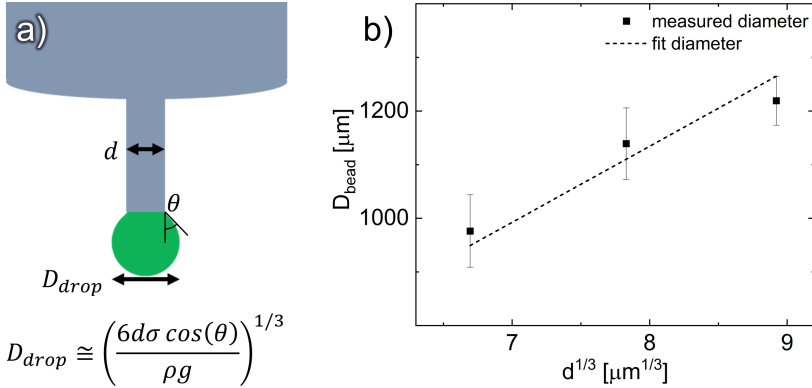 a)
d
θ
D_drop
D_drop ≅ (6dσ cos(θ) / ρg)^1/3
b)
measured diameter
fit diameter
1200
1000
D_bead [μm]
7 8 9
d^1/3 [μm^1/3]